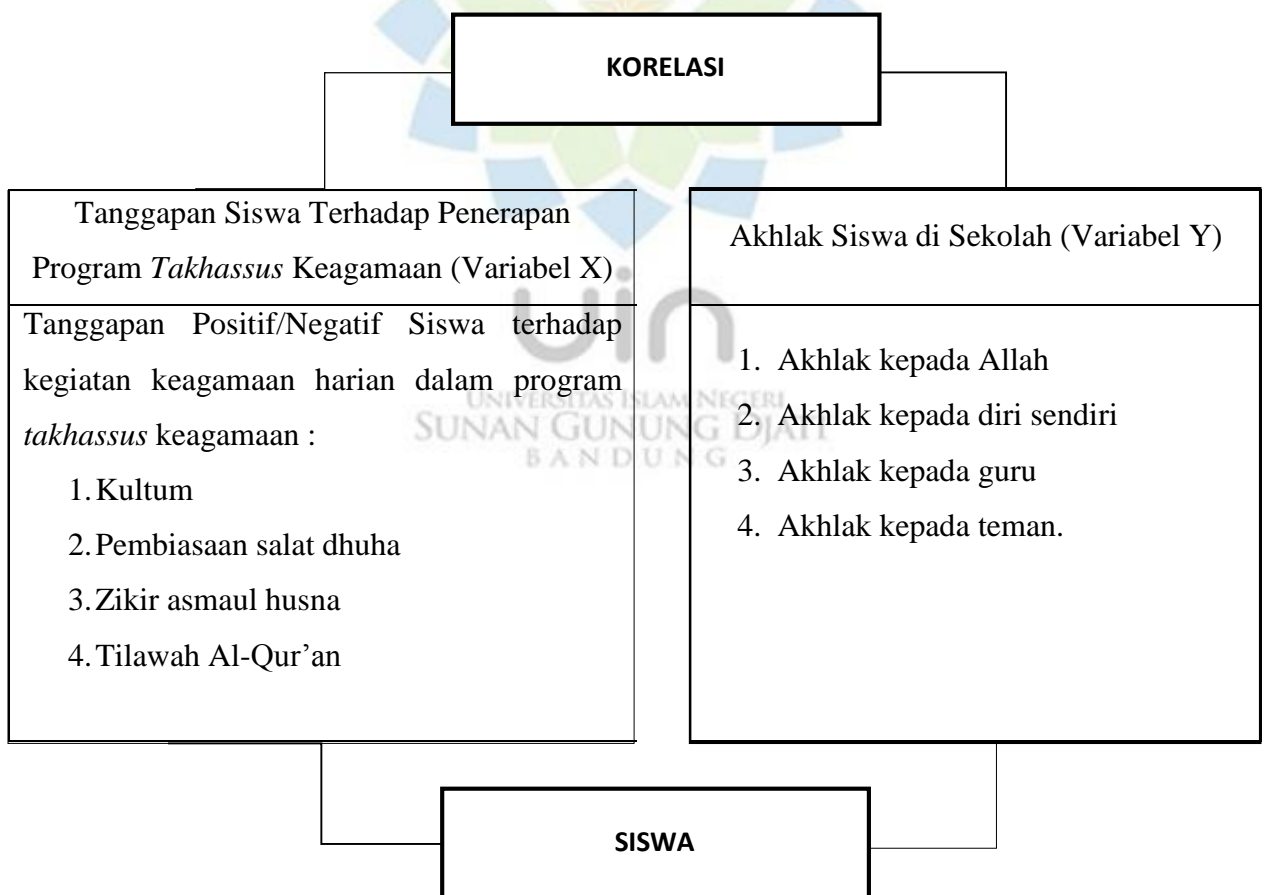 KORELASI
Tanggapan Siswa Terhadap Penerapan
Program Takhassus Keagamaan (Variabel X)
Tanggapan Positif/Negatif Siswa terhadap
kegiatan keagamaan harian dalam program
takhassus keagamaan :
1. Kultum
2. Pembiasaan salat dhuha
3. Zikir asmaul husna
4. Tilawah Al-Qur’an
Akhlak Siswa di Sekolah (Variabel Y)
1. Akhlak kepada Allah
2. Akhlak kepada diri sendiri
3. Akhlak kepada guru
4. Akhlak kepada teman.
uin
UNIVERSITAS ISLAM NEGERI
SUNAN GUNUNG DJATI
BANDUNG
SISWA